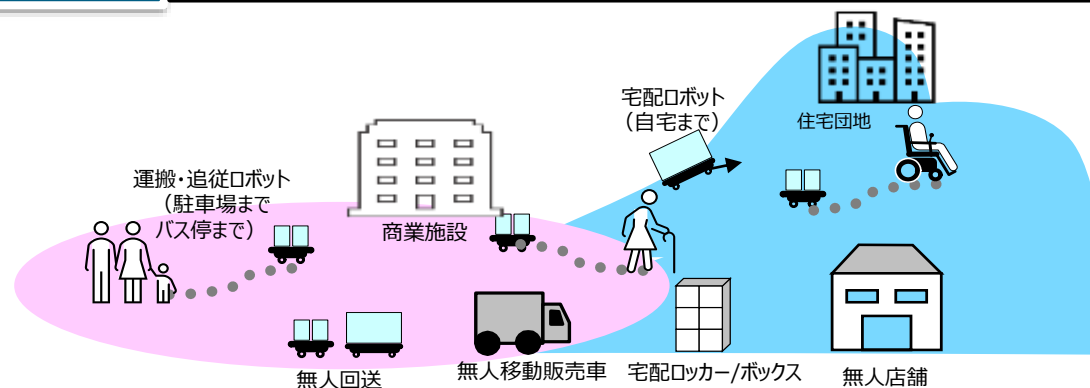 宅配ロボット
（自宅まで）
住宅団地
運搬・追従ロボット
（駐車場まで
バス停まで）
商業施設
無人回送
無人移動販売車
宅配ロッカー/ボックス
無人店舗